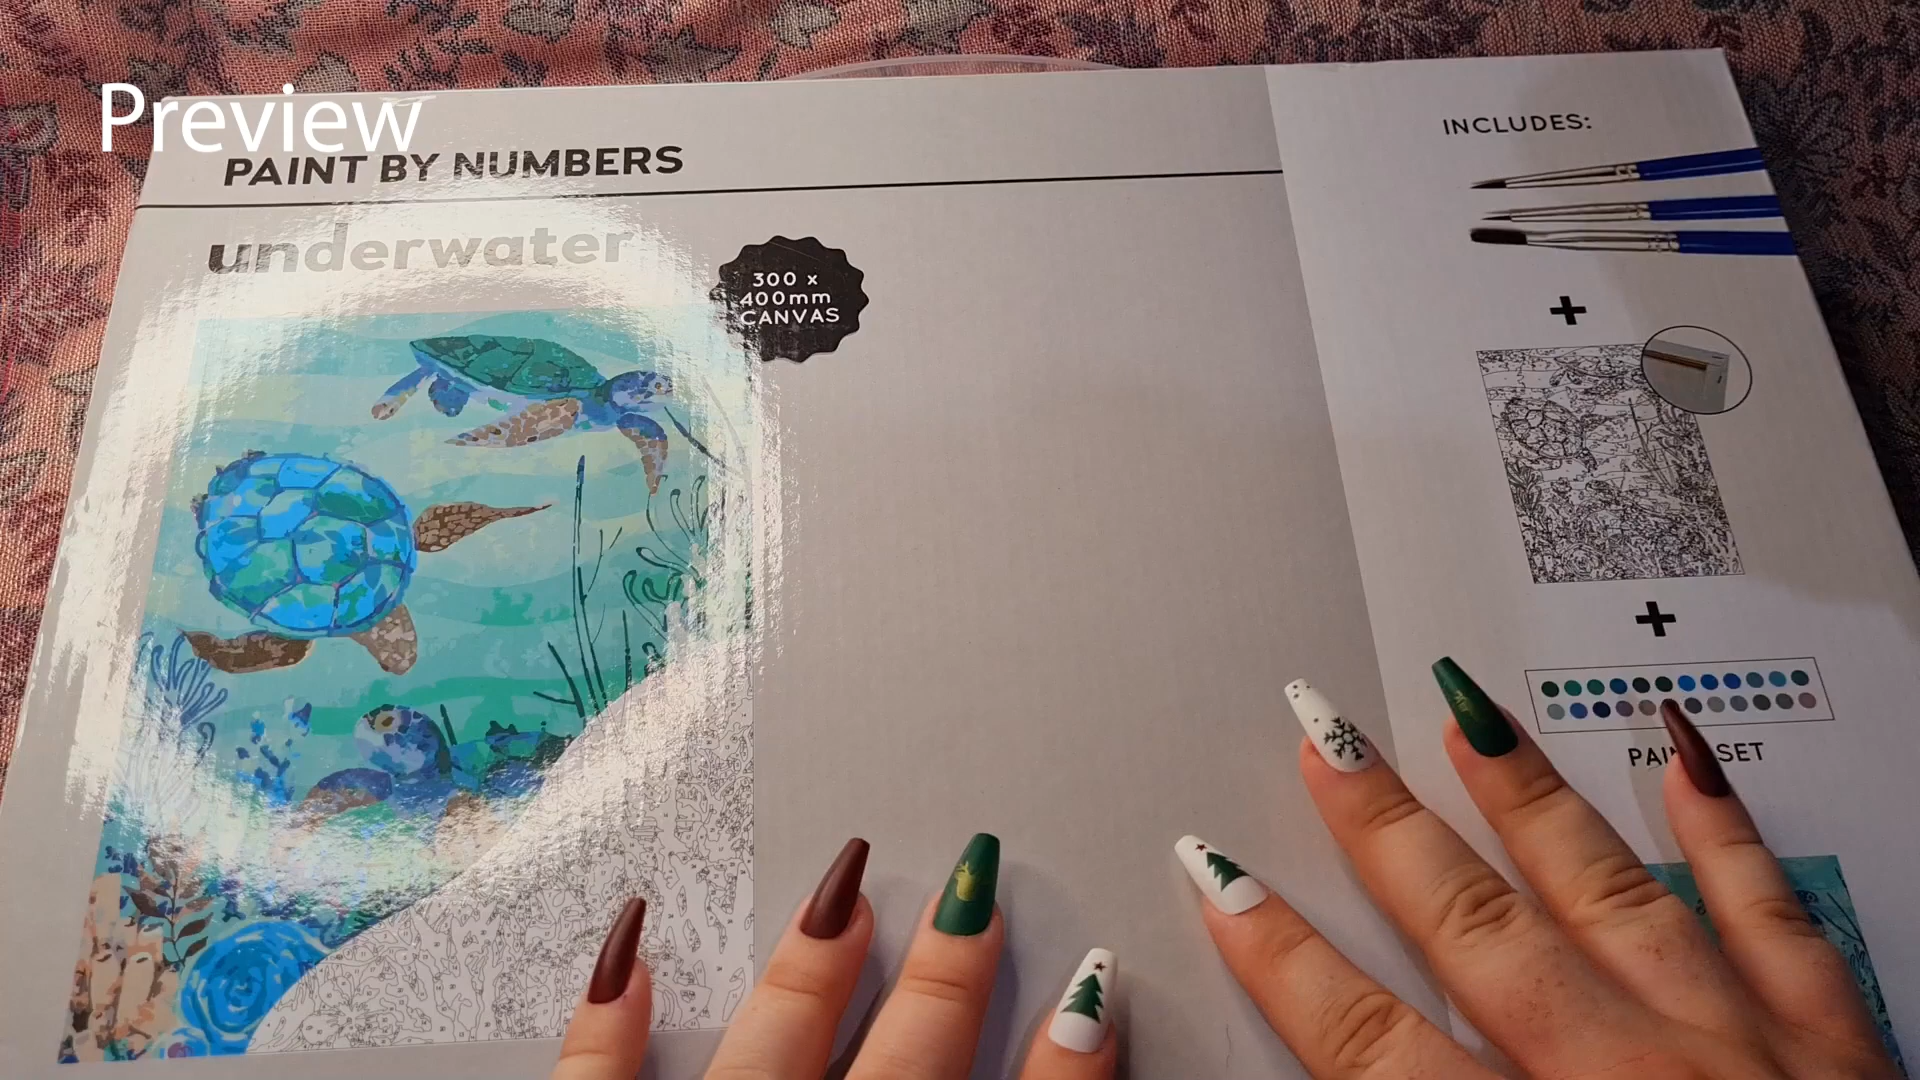 Preview
PAINT BY NUMBERS
underwater
300 x
400mm
CANVAS
INCLUDES:
+
+
SET